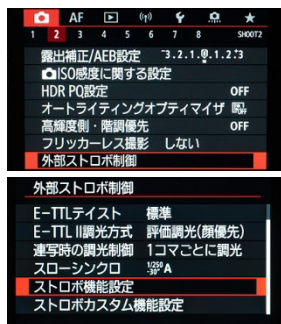 AF
1 2 3 4 5 6 7 8 SHOOT2
露出補正/AEB設定 ⁻3.2.1.0.1.2.⁺3
ISO感度に関する設定
HDR PQ設定 OFF
オートライティングオプティマイザ OFF
高輝度側・階調優先 OFF
フリッカーレス撮影 しない
外部ストロボ制御
外部ストロボ制御
E-TTLテイスト 標準
E-TTL II調光方式 評価調光(顔優先)
連写時の調光制御 1コマごとに調光
スローシンクロ 1/250-30" A
ストロボ機能設定
ストロボカスタム機能設定